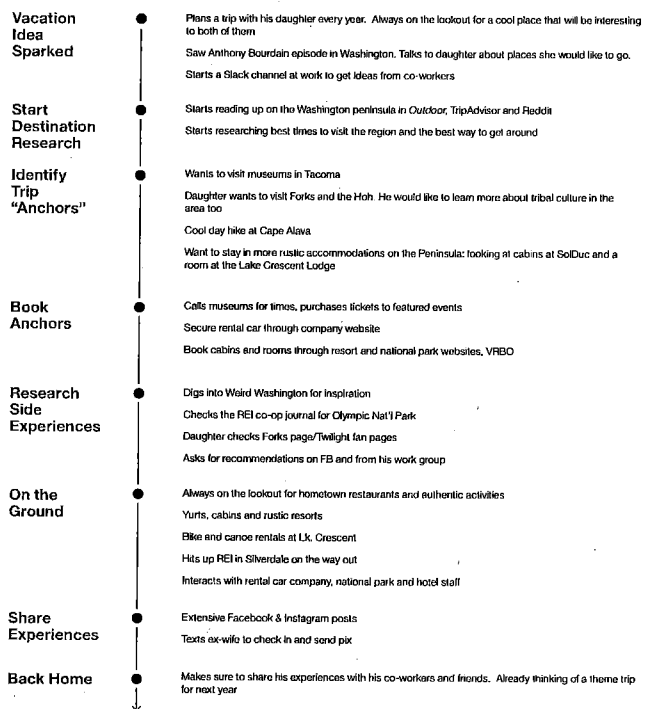 Vacation
Idea
Sparked
Plans a trip with his daughter every year. Always on the lookout for a cool place that will be interesting
to both of them
Saw Anthony Bourdain episode in Washington. Talks to daughter about places she would like to go.
Starts a Slack channel at work to get ideas from co-workers
Start
Destination
Research
Starts reading up on the Washington peninsula in Outdoor, TripAdvisor and Reddit
Starts researching best times to visit the region and the best way to get around
Identify
Trip
"Anchors"
Wants to visit museums in Tacoma
Daughter wants to visit Forks and the Hoh. He would like to learn more about tribal culture in the
area too
Cool day hike at Cape Alava
Want to stay in more rustic accommodations on the Peninsula: looking at cabins at SolDuc and a
room at the Lake Crescent Lodge
Book
Anchors
Calls museums for times, purchases tickets to featured events
Secure rental car through company website
Book cabins and rooms through resort and national park websites, VRBO
Research
Side
Experiences
Digs into Weird Washington for inspiration
Checks the REI co-op journal for Olympic Nat'l Park
Daughter checks Forks page/Twilight fan pages
Asks for recommendations on FB and from his work group
On the
Ground
Always on the lookout for hometown restaurants and authentic activities
Yurts, cabins and rustic resorts
Bike and canoe rentals at Lk. Crescent
Hits up REI in Silverdale on the way out
Interacts with rental car company, national park and hotel staff
Share
Experiences
Extensive Facebook & Instagram posts
Texts ex-wife to check in and send pix
Back Home
Makes sure to share his experiences with his co-workers and friends. Already thinking of a theme trip
for next year